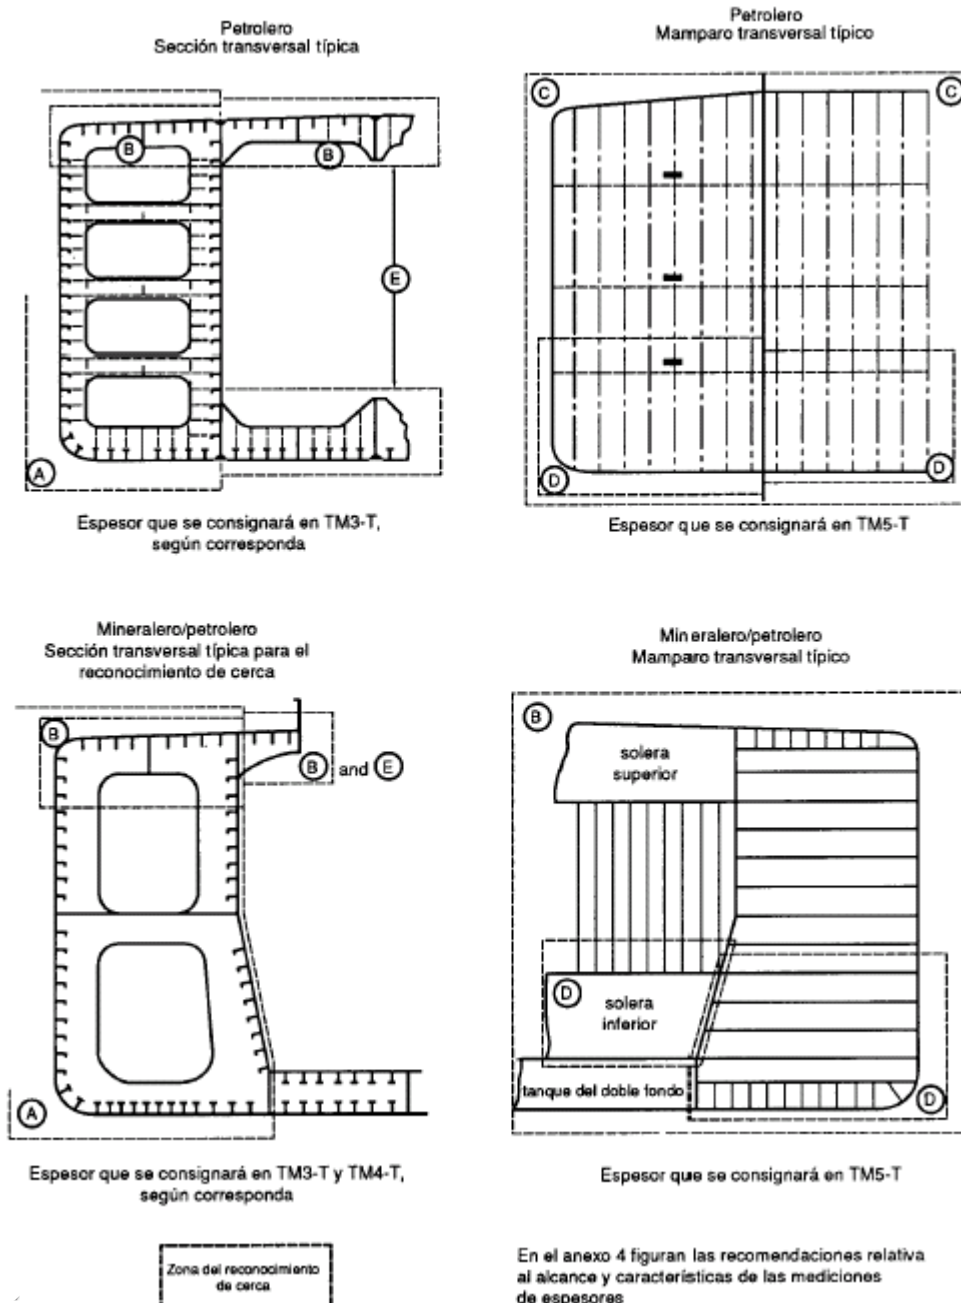 Petrolero
Sección transversal típica
B
B
E
A
Espesor que se consignará en TM3-T,
según corresponda
Petrolero
Mamparo transversal típico
C
C
D
D
Espesor que se consignará en TM5-T
Mineralero/petrolero
Sección transversal típica para el
reconocimiento de cerca
B
B and E
A
Espesor que se consignará en TM3-T y TM4-T,
según corresponda
Mineralero/petrolero
Mamparo transversal típico
B
solera
superior
D
solera
inferior
tanque del doble fondo
D
Espesor que se consignará en TM5-T
Zona del reconocimiento
de cerca
En el anexo 4 figuran las recomendaciones relativa
al alcance y características de las mediciones
de espesores